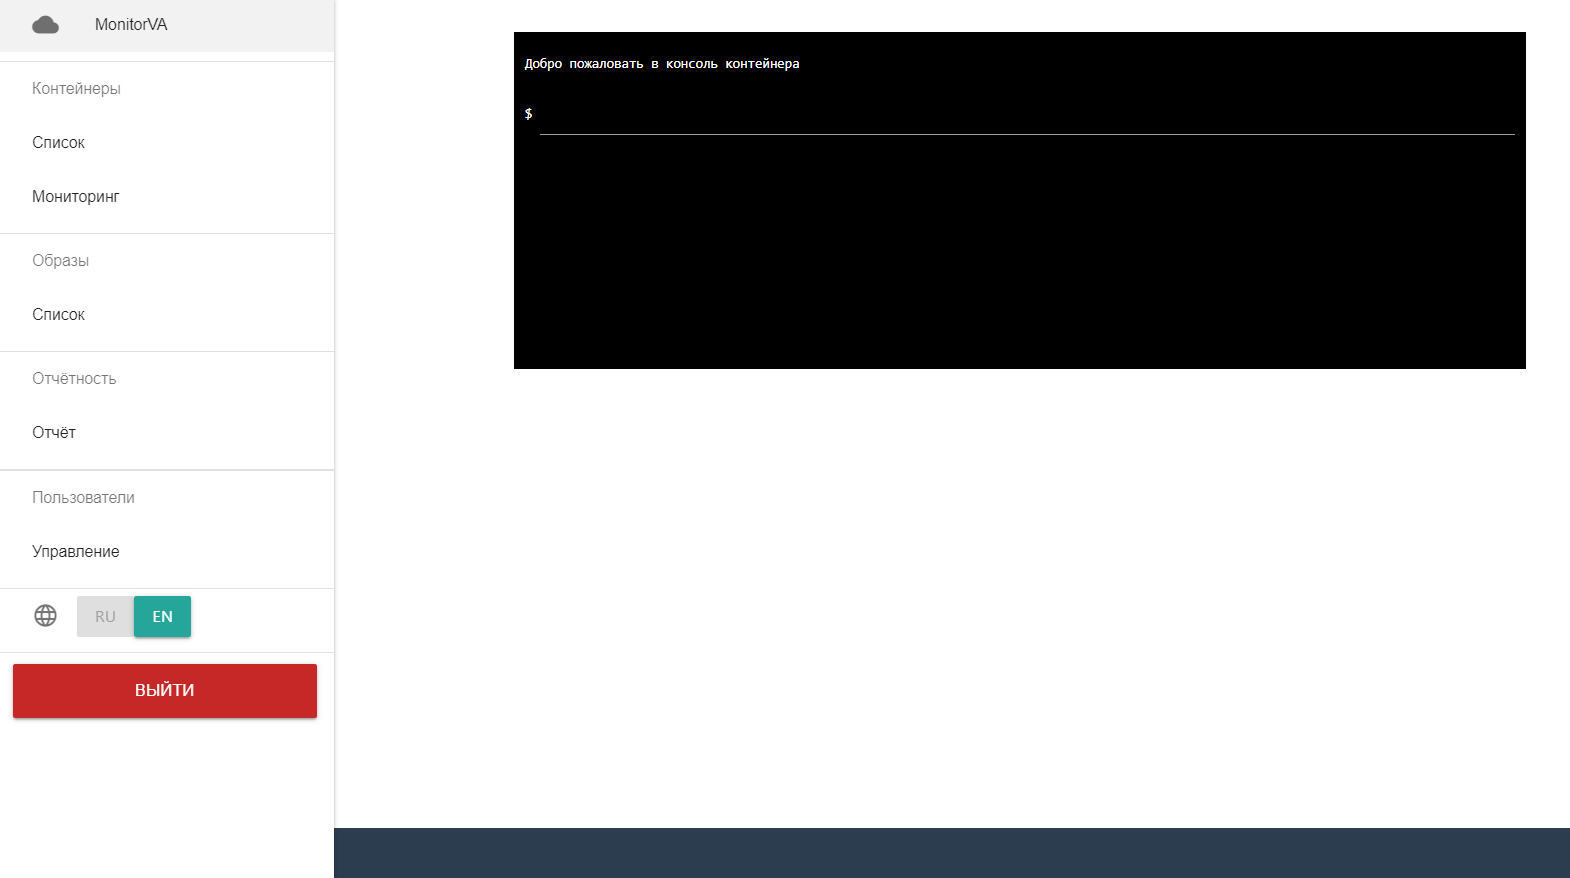 MonitorVA
Контейнеры
Список
Мониторинг
Образы
Список
Отчётность
Отчёт
Пользователи
Управление
RU EN
ВЫЙТИ
Добро пожаловать в консоль контейнера
$